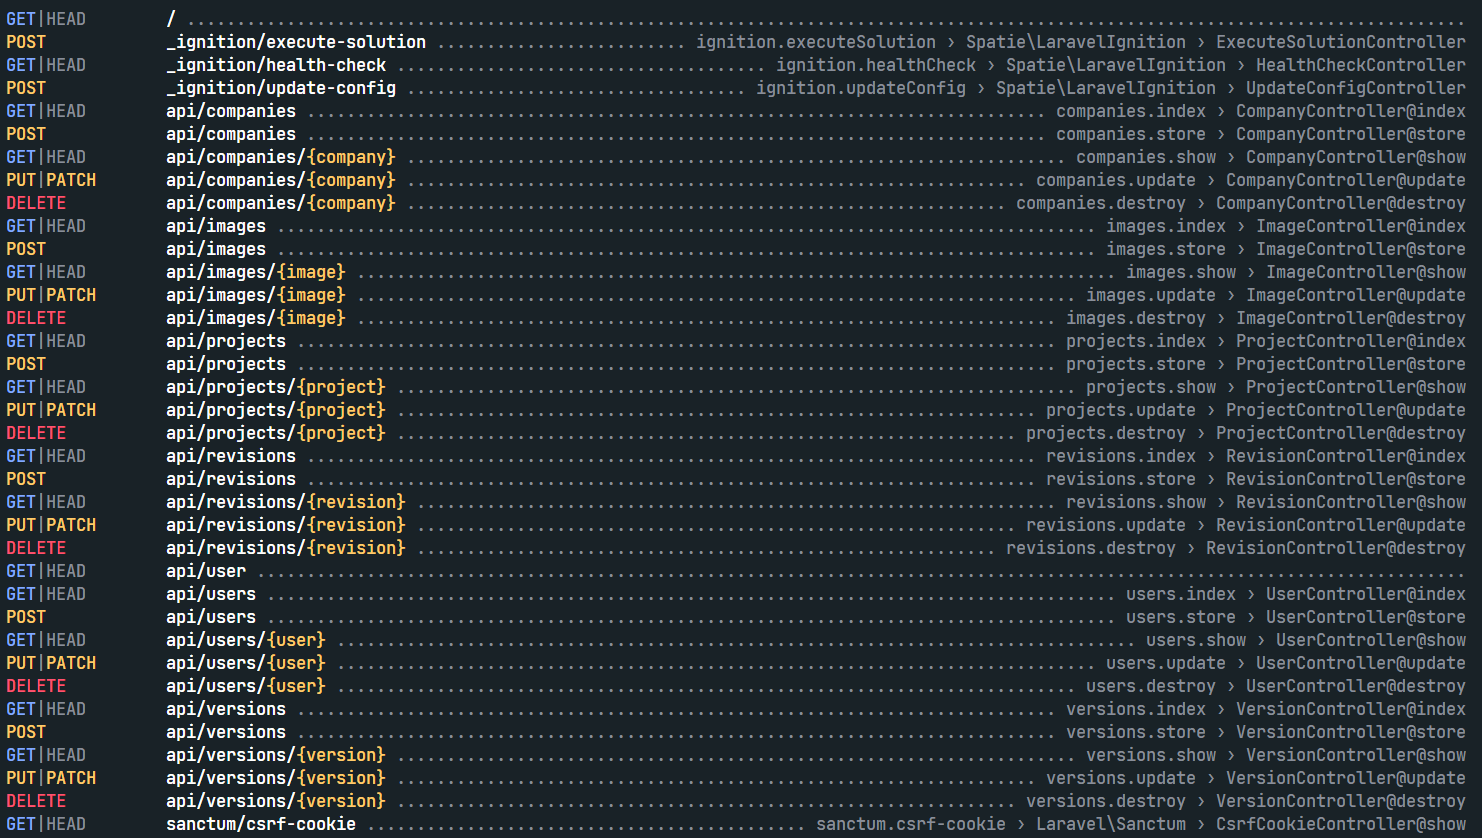 GET|HEAD / ................................................................................................................................
POST _ignition/execute-solution ......................... ignition.executeSolution › Spatie\LaravelIgnition › ExecuteSolutionController
GET|HEAD _ignition/health-check ..................................... ignition.healthCheck › Spatie\LaravelIgnition › HealthCheckController
POST _ignition/update-config .................................. ignition.updateConfig › Spatie\LaravelIgnition › UpdateConfigController
GET|HEAD api/companies .......................................................................... companies.index › CompanyController@index
POST api/companies .......................................................................... companies.store › CompanyController@store
GET|HEAD api/companies/{company} .................................................................. companies.show › CompanyController@show
PUT|PATCH api/companies/{company} .............................................................. companies.update › CompanyController@update
DELETE api/companies/{company} ............................................................ companies.destroy › CompanyController@destroy
GET|HEAD api/images .................................................................................. images.index › ImageController@index
POST api/images .................................................................................. images.store › ImageController@store
GET|HEAD api/images/{image} ............................................................................ images.show › ImageController@show
PUT|PATCH api/images/{image} ........................................................................ images.update › ImageController@update
DELETE api/images/{image} ...................................................................... images.destroy › ImageController@destroy
GET|HEAD api/projects ............................................................................ projects.index › ProjectController@index
POST api/projects ............................................................................ projects.store › ProjectController@store
GET|HEAD api/projects/{project} .................................................................... projects.show › ProjectController@show
PUT|PATCH api/projects/{project} ................................................................ projects.update › ProjectController@update
DELETE api/projects/{project} .............................................................. projects.destroy › ProjectController@destroy
GET|HEAD api/revisions ......................................................................... revisions.index › RevisionController@index
POST api/revisions ......................................................................... revisions.store › RevisionController@store
GET|HEAD api/revisions/{revision} ................................................................ revisions.show › RevisionController@show
PUT|PATCH api/revisions/{revision} ............................................................ revisions.update › RevisionController@update
DELETE api/revisions/{revision} .......................................................... revisions.destroy › RevisionController@destroy
GET|HEAD api/user .........................................................................................................................
GET|HEAD api/users ..................................................................................... users.index › UserController@index
POST api/users ..................................................................................... users.store › UserController@store
GET|HEAD api/users/{user} ................................................................................ users.show › UserController@show
PUT|PATCH api/users/{user} ............................................................................ users.update › UserController@update
DELETE api/users/{user} .......................................................................... users.destroy › UserController@destroy
GET|HEAD api/versions ............................................................................ versions.index › VersionController@index
POST api/versions ............................................................................ versions.store › VersionController@store
GET|HEAD api/versions/{version} .................................................................... versions.show › VersionController@show
PUT|PATCH api/versions/{version} ................................................................ versions.update › VersionController@update
DELETE api/versions/{version} .............................................................. versions.destroy › VersionController@destroy
GET|HEAD sanctum/csrf-cookie ............................................ sanctum.csrf-cookie › Laravel\Sanctum › CsrfCookieController@show